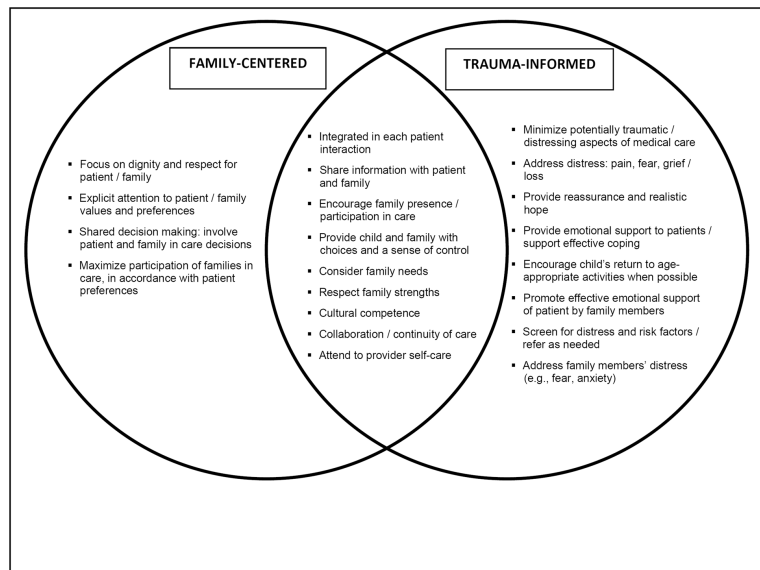 FAMILY-CENTERED
▪ Focus on dignity and respect for
patient / family
▪ Explicit attention to patient / family
values and preferences
▪ Shared decision making: involve
patient and family in care decisions
▪ Maximize participation of families in
care, in accordance with patient
preferences
▪ Integrated in each patient
interaction
▪ Share information with patient
and family
▪ Encourage family presence /
participation in care
▪ Provide child and family with
choices and a sense of control
▪ Consider family needs
▪ Respect family strengths
▪ Cultural competence
▪ Collaboration / continuity of care
▪ Attend to provider self-care
TRAUMA-INFORMED
▪ Minimize potentially traumatic /
distressing aspects of medical care
▪ Address distress: pain, fear, grief /
loss
▪ Provide reassurance and realistic
hope
▪ Provide emotional support to patients /
support effective coping
▪ Encourage child's return to age-
appropriate activities when possible
▪ Promote effective emotional support
of patient by family members
▪ Screen for distress and risk factors /
refer as needed
▪ Address family members' distress
(e.g., fear, anxiety)